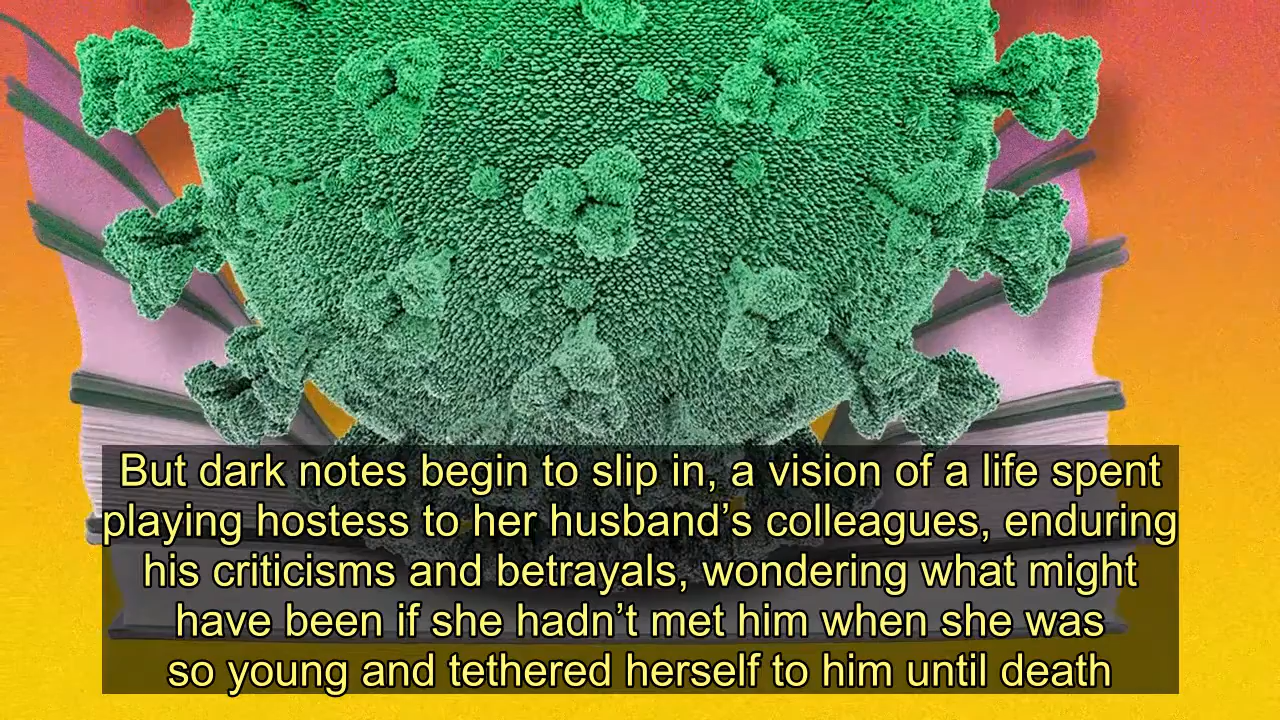 But dark notes begin to slip in, a vision of a life spent
playing hostess to her husband’s colleagues, enduring
his criticisms and betrayals, wondering what might
have been if she hadn’t met him when she was
so young and tethered herself to him until death